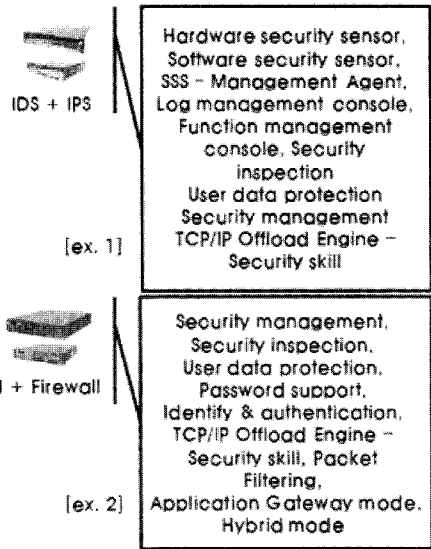 Hardware security sensor,
Software security sensor,
SSS - Management Agent,
Log management console,
Function management
console, Security
inspection
User data protection
Security management
TCP/IP Offload Engine -
Security skill
IDS + IPS
[ex. 1]
Security management,
Security inspection,
User data protection,
Password support,
Identify & authentication,
TCP/IP Offload Engine -
Security skill, Packet
Filtering,
Application Gateway mode,
Hybrid mode
+ Firewall
[ex. 2]